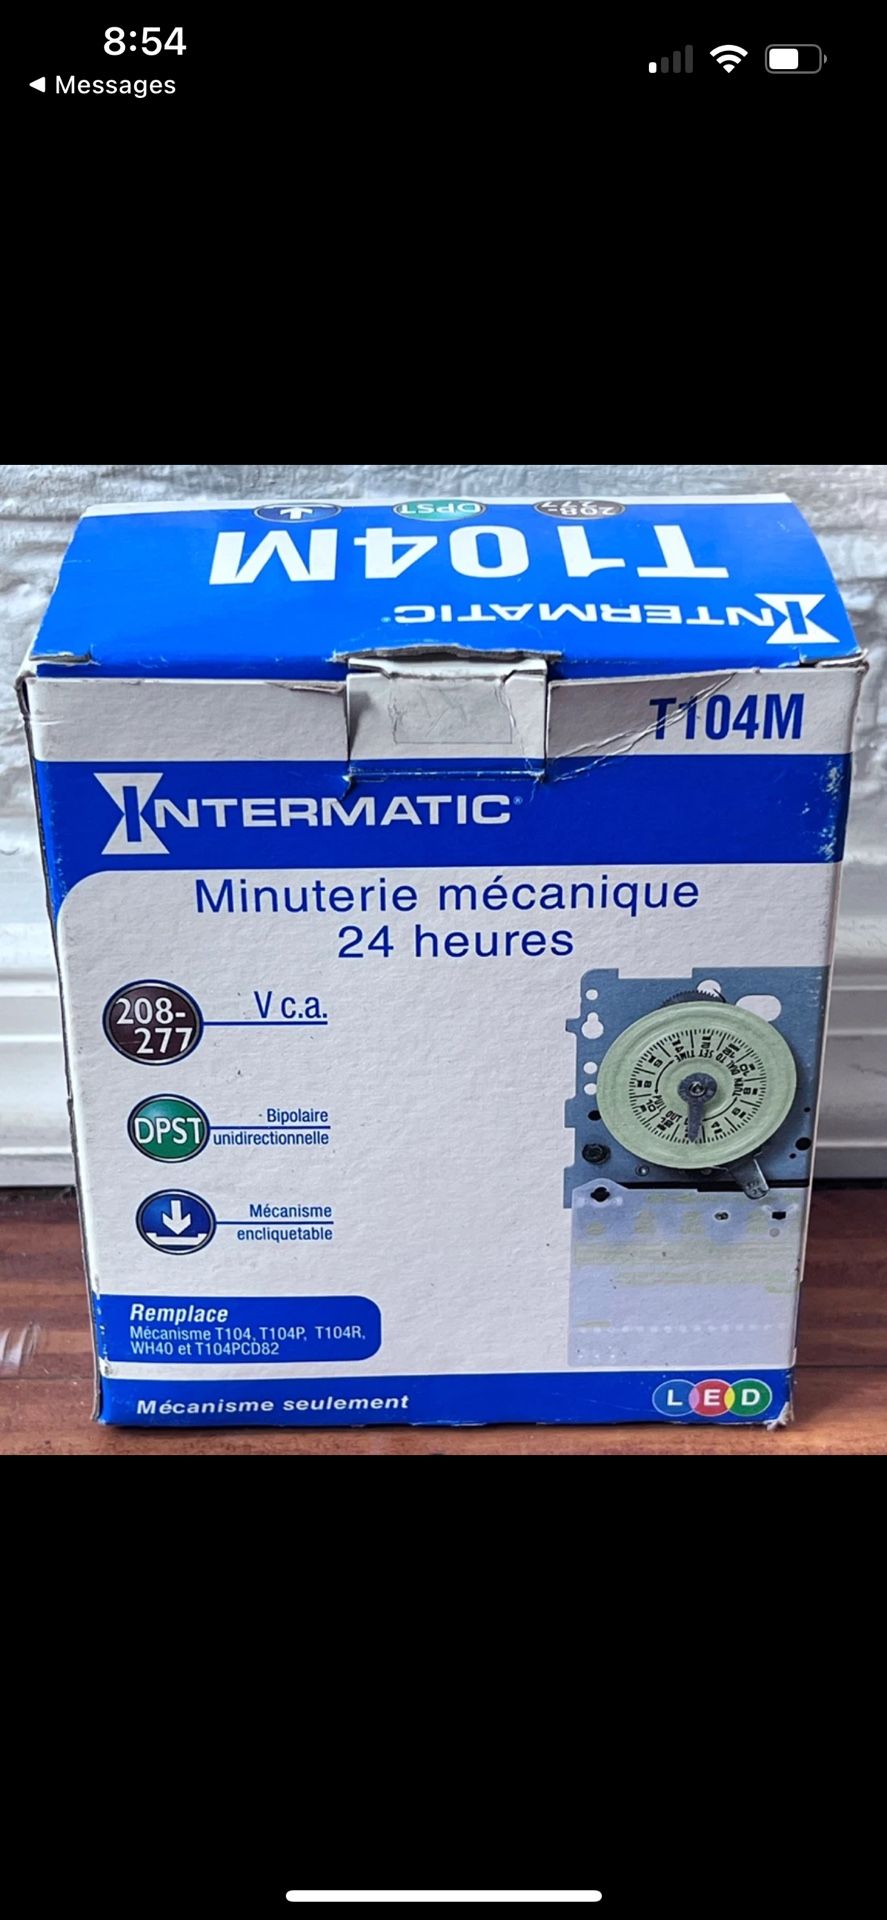 8:54
Messages
208-
277
DPST
T104M
INTERMATIC
T104M
INTERMATIC
Minuterie mécanique
24 heures
208-
277
V c.a.
DPST
Bipolaire
unidirectionnelle
Mécanisme
encliquetable
Remplace
Mécanisme T104, T104P, T104R,
WH40 et T104PCD82
Mécanisme seulement
LED